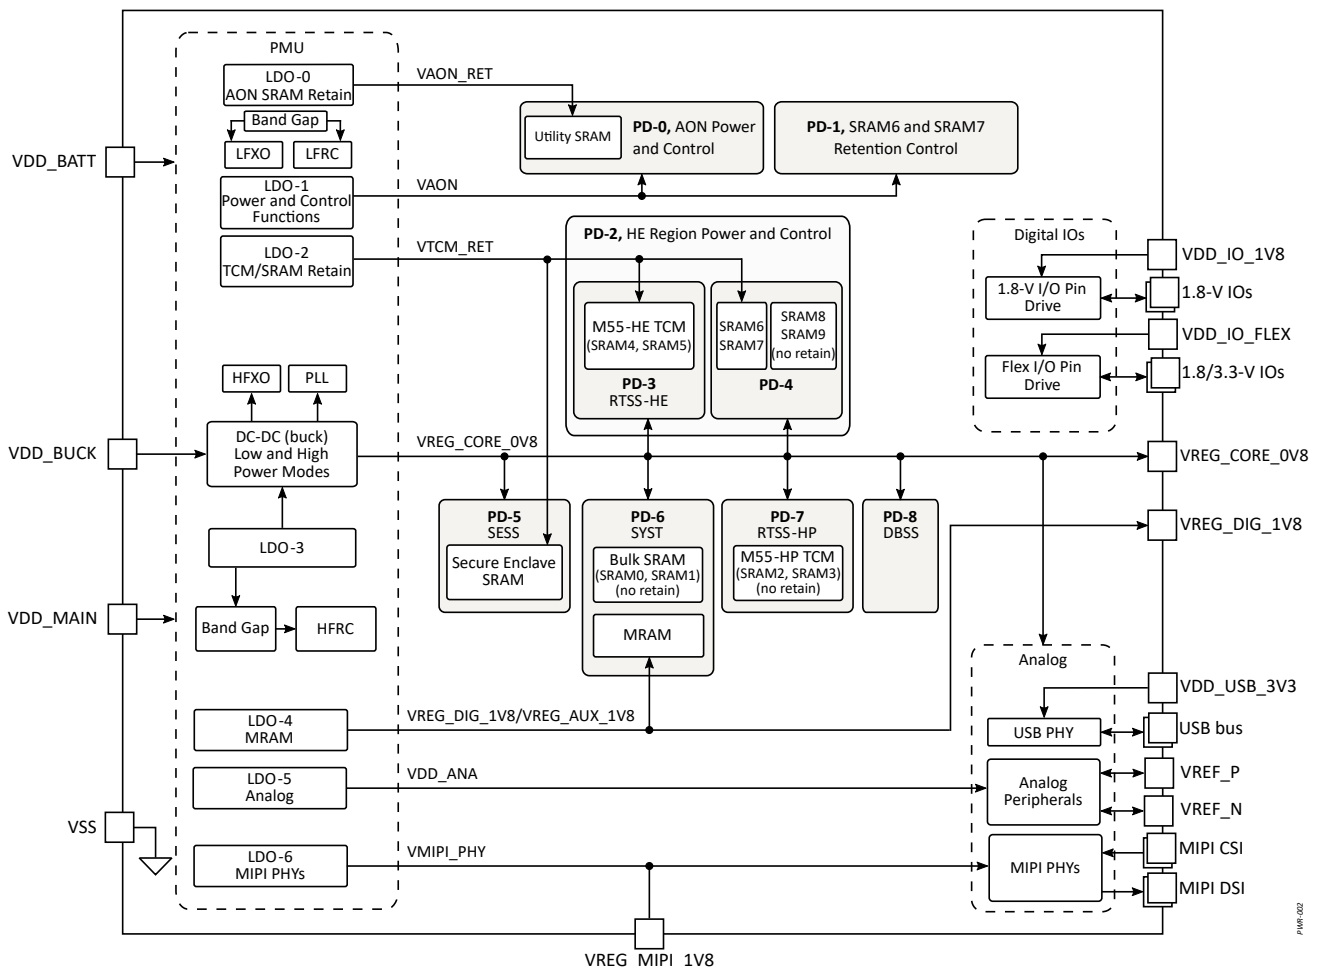 PMU
LDO-0
AON SRAM Retain
Band Gap
LFXO
LFRC
LDO-1
Power and Control
Functions
LDO-2
TCM/SRAM Retain
HFXO
PLL
DC-DC (buck)
Low and High
Power Modes
LDO-3
Band Gap
HFRC
LDO-4
MRAM
LDO-5
Analog
LDO-6
MIPI PHYs
VDD_BATT
VDD_BUCK
VDD_MAIN
VSS
VAON_RET
VAON
VTCM_RET
VREG_CORE_0V8
VREG_DIG_1V8/VREG_AUX_1V8
VDD_ANA
VMIPI_PHY
Utility SRAM
PD-0, AON Power
and Control
PD-1, SRAM6 and SRAM7
Retention Control
PD-2, HE Region Power and Control
M55-HE TCM
(SRAM4, SRAM5)
PD-3
RTSS-HE
SRAM6
SRAM7
SRAM8
SRAM9
(no retain)
PD-4
PD-5
SESS
Secure Enclave
SRAM
PD-6
SYST
Bulk SRAM
(SRAM0, SRAM1)
(no retain)
MRAM
PD-7
RTSS-HP
M55-HP TCM
(SRAM2, SRAM3)
(no retain)
PD-8
DBSS
Digital IOs
1.8-V I/O Pin
Drive
Flex I/O Pin
Drive
VDD_IO_1V8
1.8-V IOs
VDD_IO_FLEX
1.8/3.3-V IOs
VREG_CORE_0V8
VREG_DIG_1V8
Analog
USB PHY
Analog
Peripherals
MIPI PHYs
VDD_USB_3V3
USB bus
VREF_P
VREF_N
MIPI CSI
MIPI DSI
VREG_MIPI_1V8
PWR-002